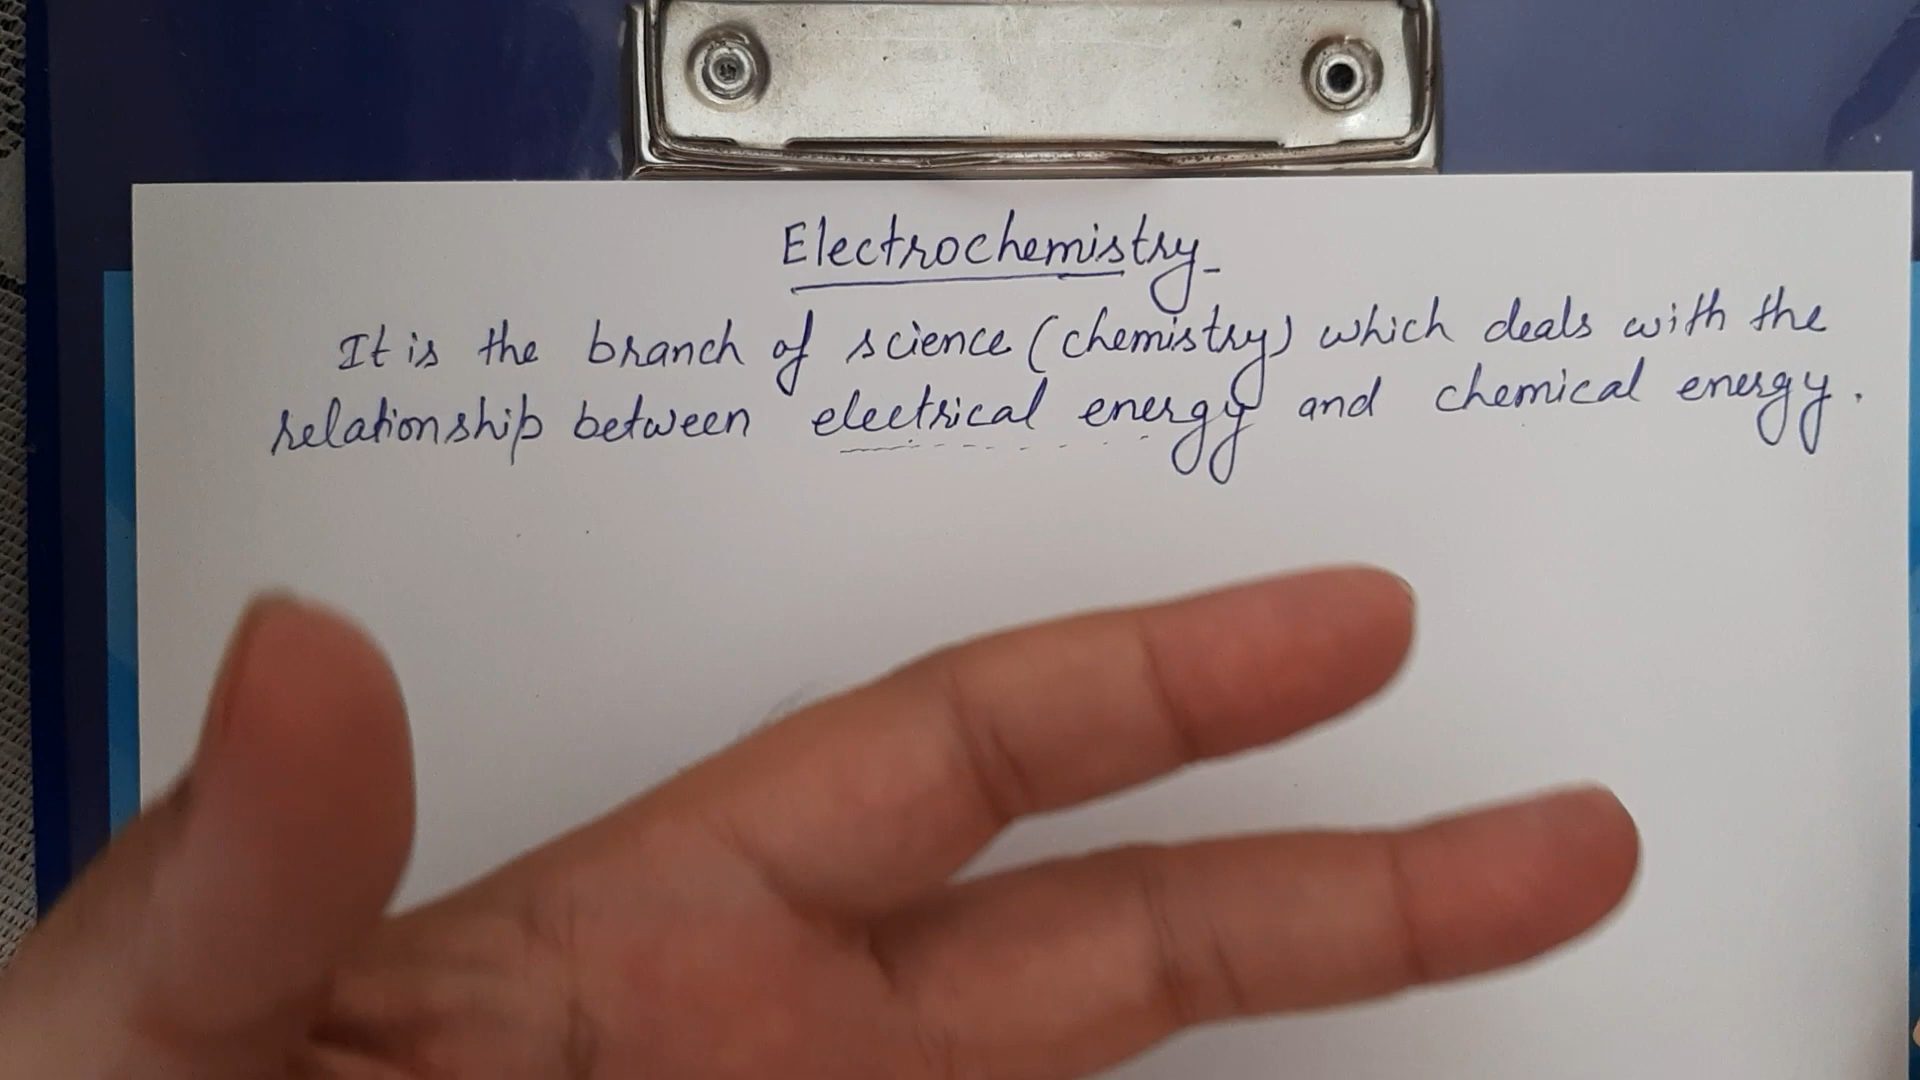 Electrochemistry-
It is the branch of science (chemistry) which deals with the
relationship between electrical energy and chemical energy.